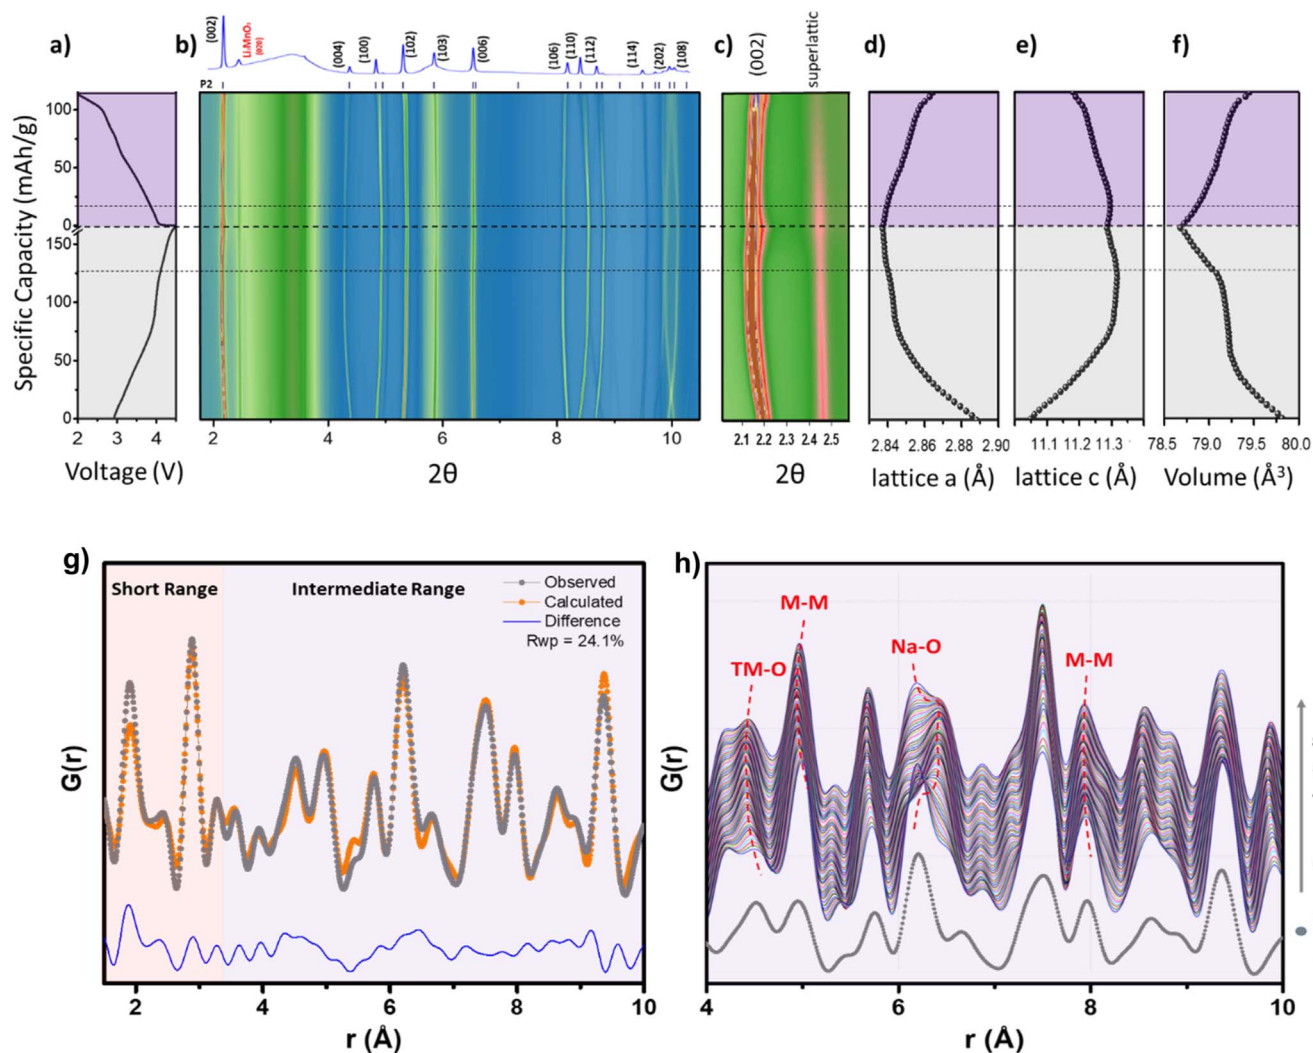 a)
b)
c)
d)
e)
f)
(002)
Li₂MnO₃
(020)
(004)
(100)
(102)
(103)
(006)
(106)
(110)
(112)
(114)
(202)
(108)
(002)
superlattic
P2
Specific Capacity (mAh/g)
100
50
0
150
100
50
0
2 3 4
Voltage (V)
2 4 6 8 10
2θ
2.1 2.2 2.3 2.4 2.5
2θ
2.84 2.86 2.88 2.90
lattice a (Å)
11.1 11.2 11.3
lattice c (Å)
78.5 79.0 79.5 80.0
Volume (Å³)
g)
Short Range
Intermediate Range
Observed
Calculated
Difference
Rwp = 24.1%
G(r)
2 4 6 8 10
r (Å)
h)
M-M
TM-O
Na-O
M-M
G(r)
4 6 8 10
r (Å)